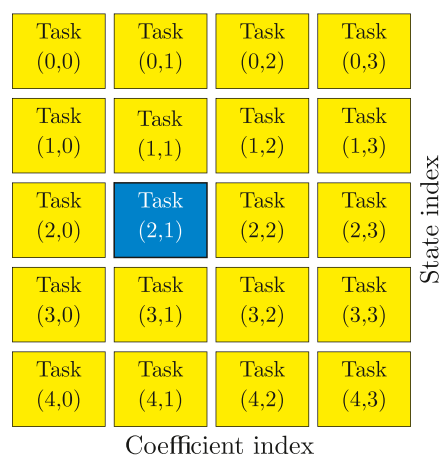 Task Task Task Task
(0,0) (0,1) (0,2) (0,3)
Task Task Task Task
(1,0) (1,1) (1,2) (1,3)
Task Task Task Task
(2,0) (2,1) (2,2) (2,3)
Task Task Task Task
(3,0) (3,1) (3,2) (3,3)
Task Task Task Task
(4,0) (4,1) (4,2) (4,3)
State index
Coefficient index